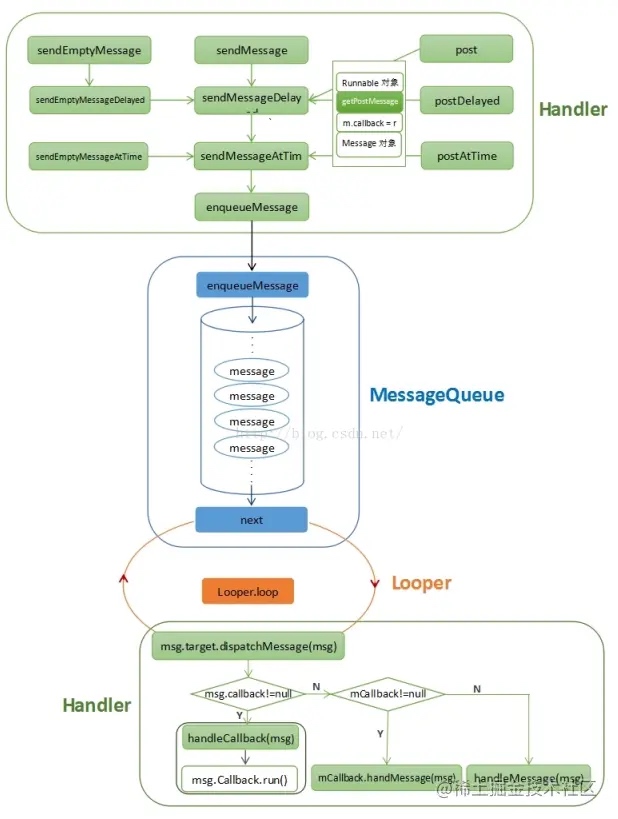 sendEmptyMessage
sendMessage
post
Runnable 对象
sendEmptyMessageDelayed
sendMessageDelay
getPostMessage
postDelayed
Handler
m.callback = r
sendEmptyMessageAtTime
sendMessageAtTim
Message 对象
postAtTime
enqueueMessage
enqueueMessage
message
message
MessageQueue
message
http://blog.csdn.net/
message
next
Looper.loop
Looper
msg.target.dispatchMessage(msg)
msg.callback!=null
N
mCallback!=null
N
Handler
Y
handleCallback(msg)
Y
msg.Callback.run()
mCallback.handMessage(msg)
handleMessage(msg)
@稀土掘金技术社区